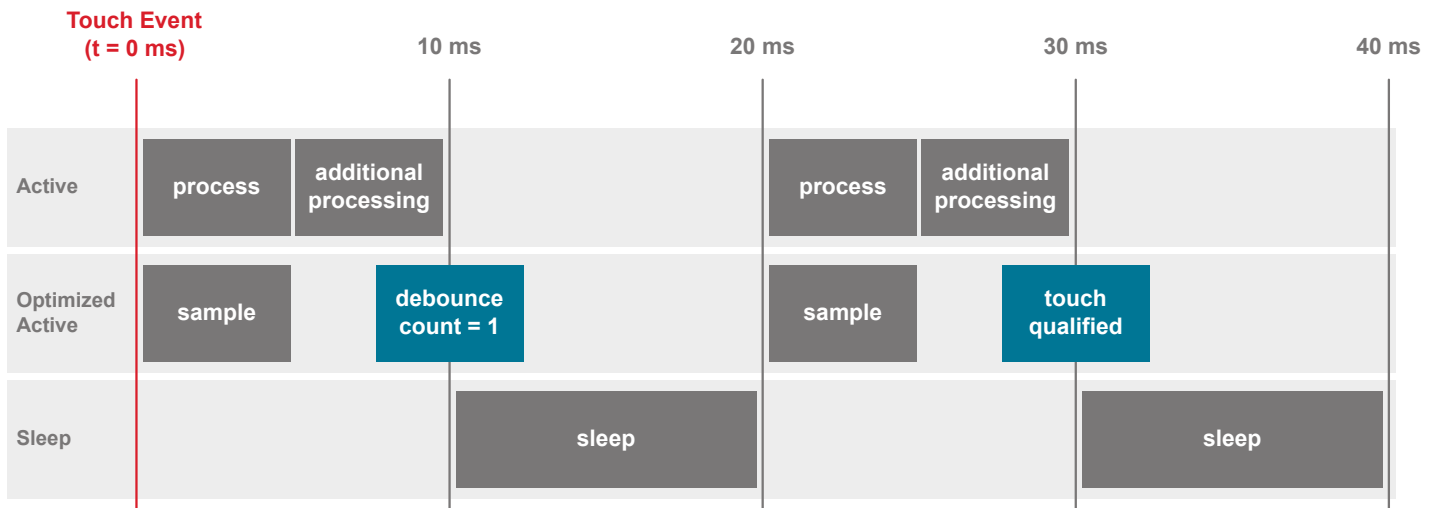 Touch Event
(t = 0 ms)
10 ms
20 ms
30 ms
40 ms
Active
process
additional
processing
process
additional
processing
Optimized
Active
sample
debounce
count = 1
sample
touch
qualified
Sleep
sleep
sleep